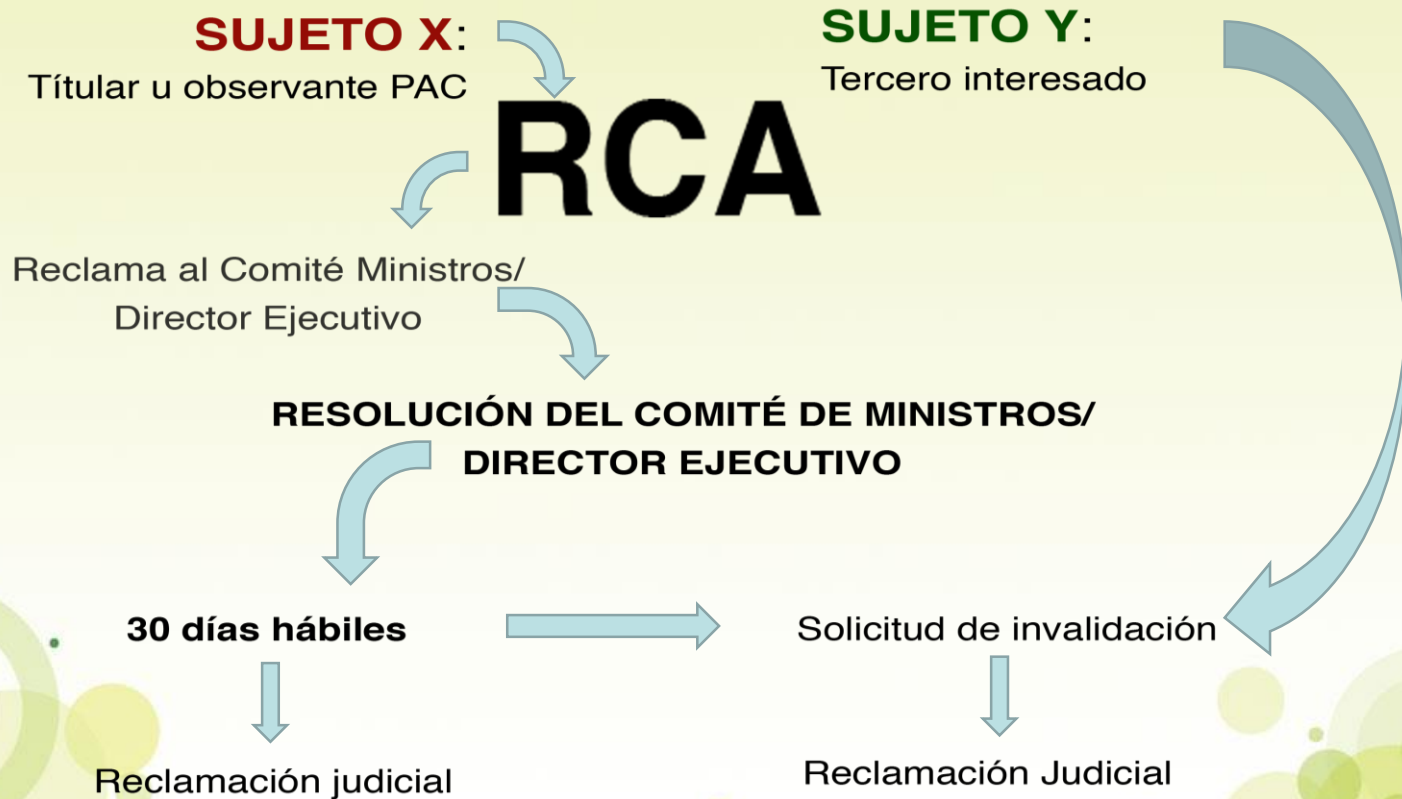 SUJETO X:
Títular u observante PAC
SUJETO Y:
Tercero interesado
RCA
Reclama al Comité Ministros/
Director Ejecutivo
RESOLUCIÓN DEL COMITÉ DE MINISTROS/
DIRECTOR EJECUTIVO
30 días hábiles
Solicitud de invalidación
Reclamación judicial
Reclamación Judicial